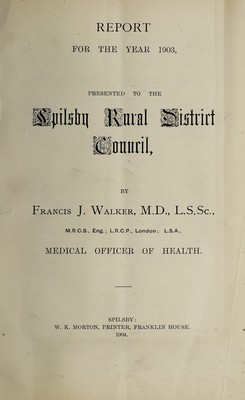 REPORT
FOR THE YEAR 1903,
PRESENTED TO THE
Spilsby Rural District
Council,
BY
FRANCIS J. WALKER, M.D., L.S.Sc.,
M.R.C.S., Eng.; L.R.C.P., London; L.S.A.,
MEDICAL OFFICER OF HEALTH.
SPILSBY:
W. K. MORTON, PRINTER, FRANKLIN HOUSE.
1904.